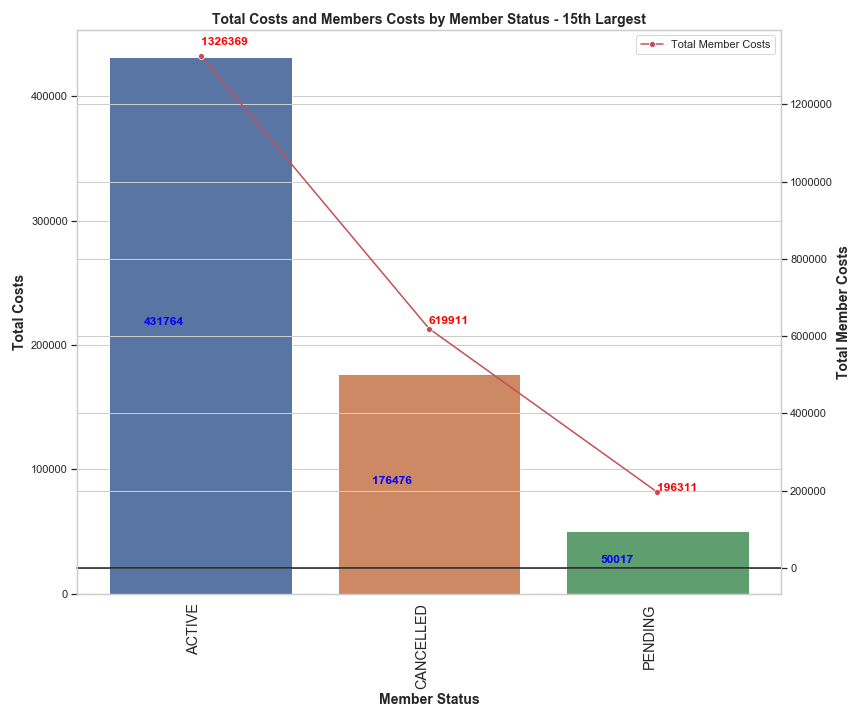 Total Costs and Members Costs by Member Status - 15th Largest
1326369
Total Member Costs
400000
300000
200000
100000
0
Total Costs
431764
619911
176476
196311
50017
1200000
1000000
800000
600000
400000
200000
0
Total Member Costs
ACTIVE
CANCELLED
PENDING
Member Status